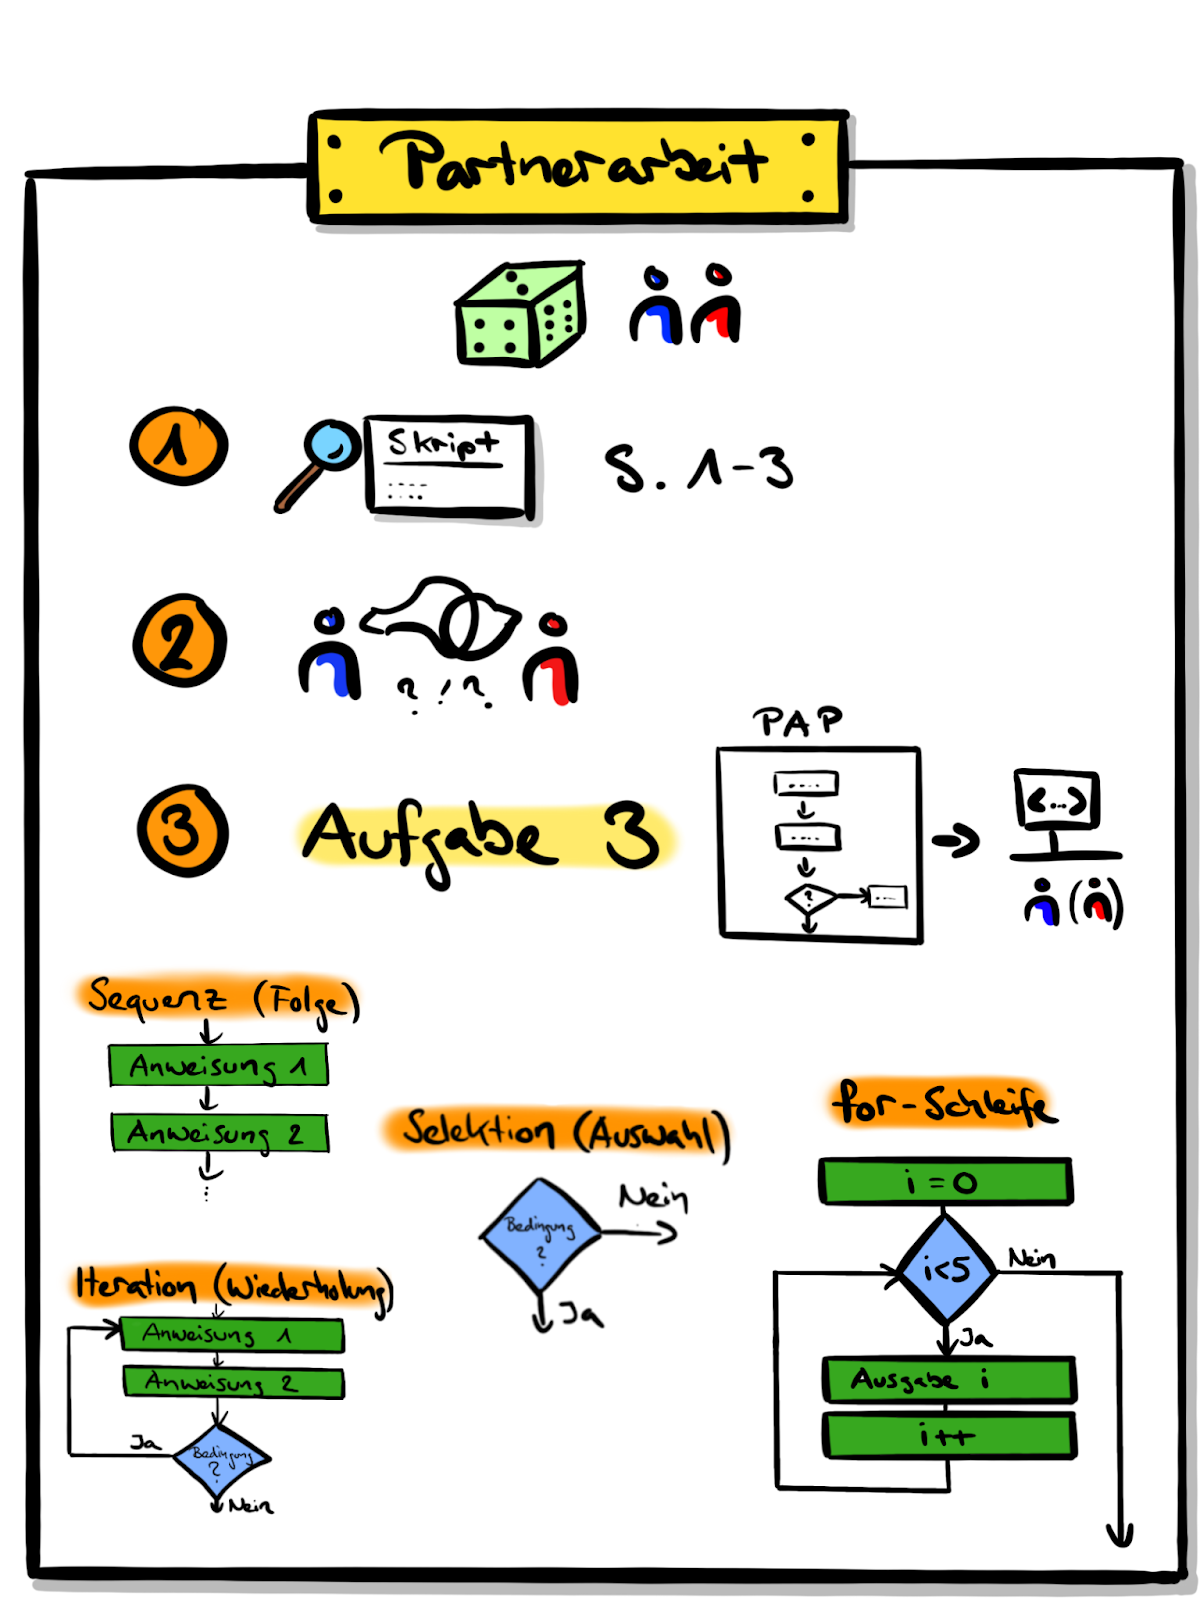 Partnerarbeit
1
Skript
S. 1-3
2
? ! ?
PAP
3
Aufgabe 3
?
<...>
Sequenz (Folge)
Anweisung 1
Anweisung 2
...
Selektion (Auswahl)
Bedingung
?
Nein
Ja
for-Schleife
i = 0
i<5
Nein
Ja
Ausgabe i
i++
Iteration (Wiederholung)
Anweisung 1
Anweisung 2
Ja
Bedingung
?
Nein